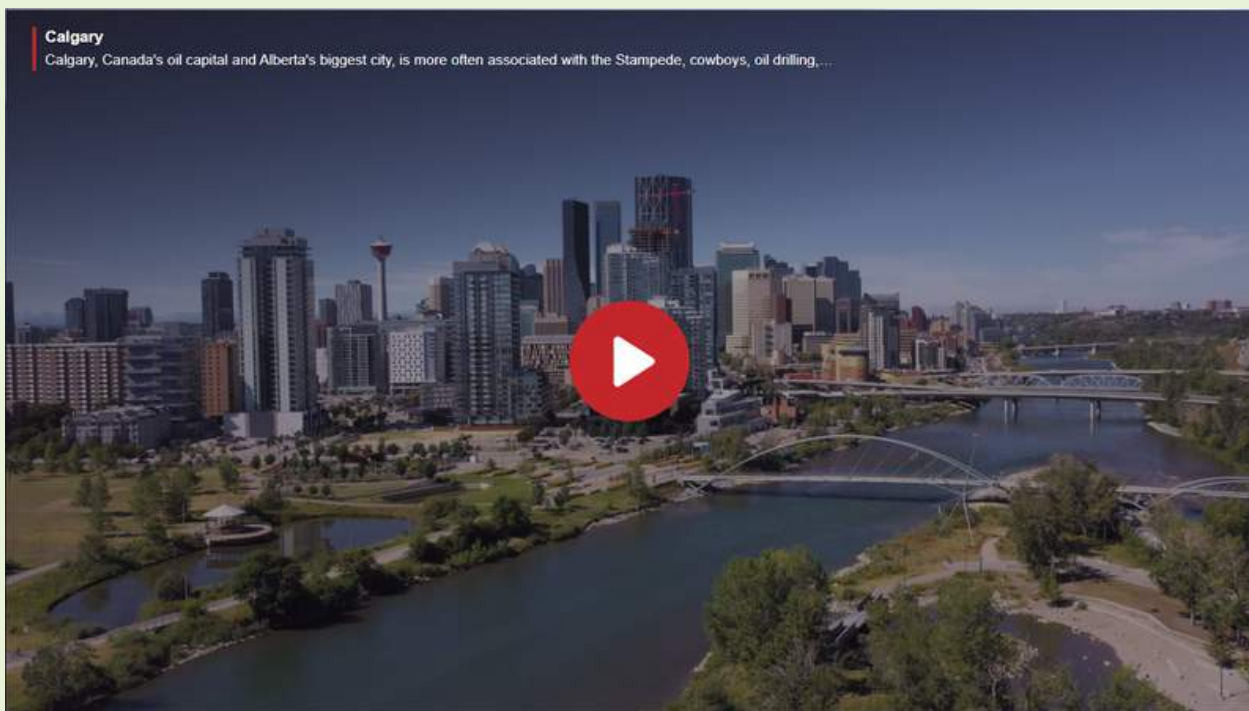 Calgary
Calgary, Canada's oil capital and Alberta's biggest city, is more often associated with the Stampede, cowboys, oil drilling,...